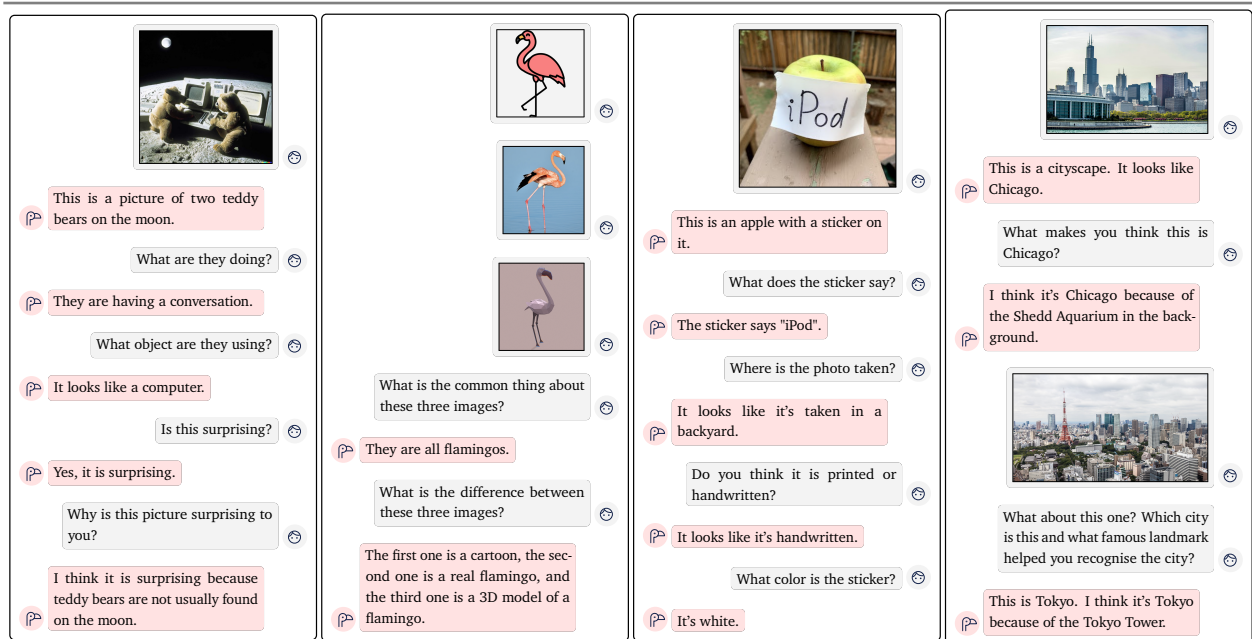 This is a picture of two teddy
bears on the moon.
What are they doing?
They are having a conversation.
What object are they using?
It looks like a computer.
Is this surprising?
Yes, it is surprising.
Why is this picture surprising to
you?
I think it is surprising because
teddy bears are not usually found
on the moon.
What is the common thing about
these three images?
They are all flamingos.
What is the difference between
these three images?
The first one is a cartoon, the sec-
ond one is a real flamingo, and
the third one is a 3D model of a
flamingo.
iPod
This is an apple with a sticker on
it.
What does the sticker say?
The sticker says "iPod".
Where is the photo taken?
It looks like it's taken in a
backyard.
Do you think it is printed or
handwritten?
It looks like it's handwritten.
What color is the sticker?
It's white.
This is a cityscape. It looks like
Chicago.
What makes you think this is
Chicago?
I think it's Chicago because of
the Shedd Aquarium in the back-
ground.
What about this one? Which city
is this and what famous landmark
helped you recognise the city?
This is Tokyo. I think it's Tokyo
because of the Tokyo Tower.